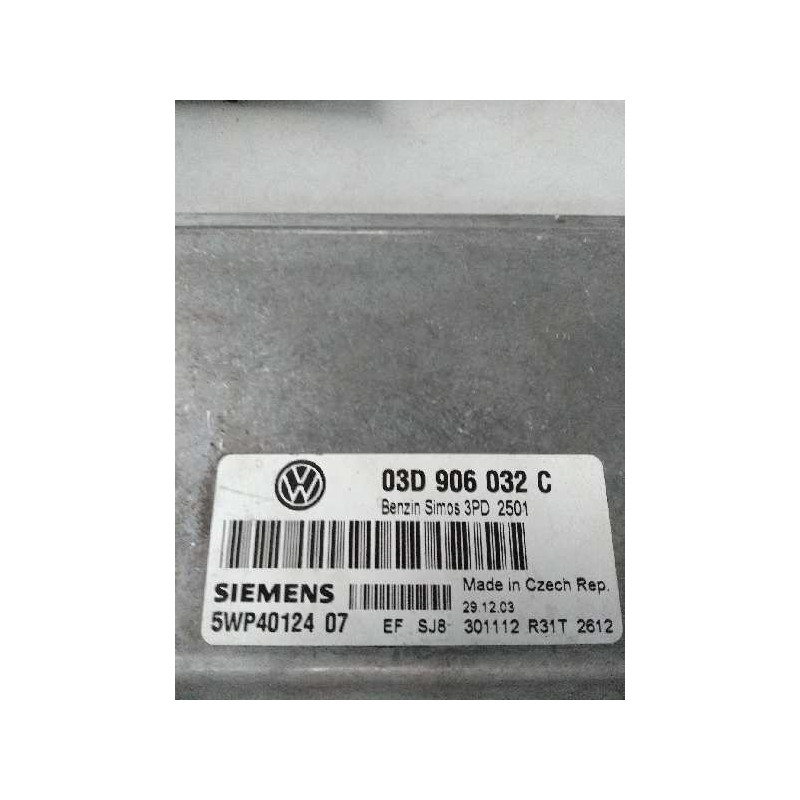 VW
03D 906 032 C
Benzin Simos 3PD 2501
SIEMENS
Made in Czech Rep.
29.12.03
5WP40124 07 EF SJ8 301112 R31T 2612